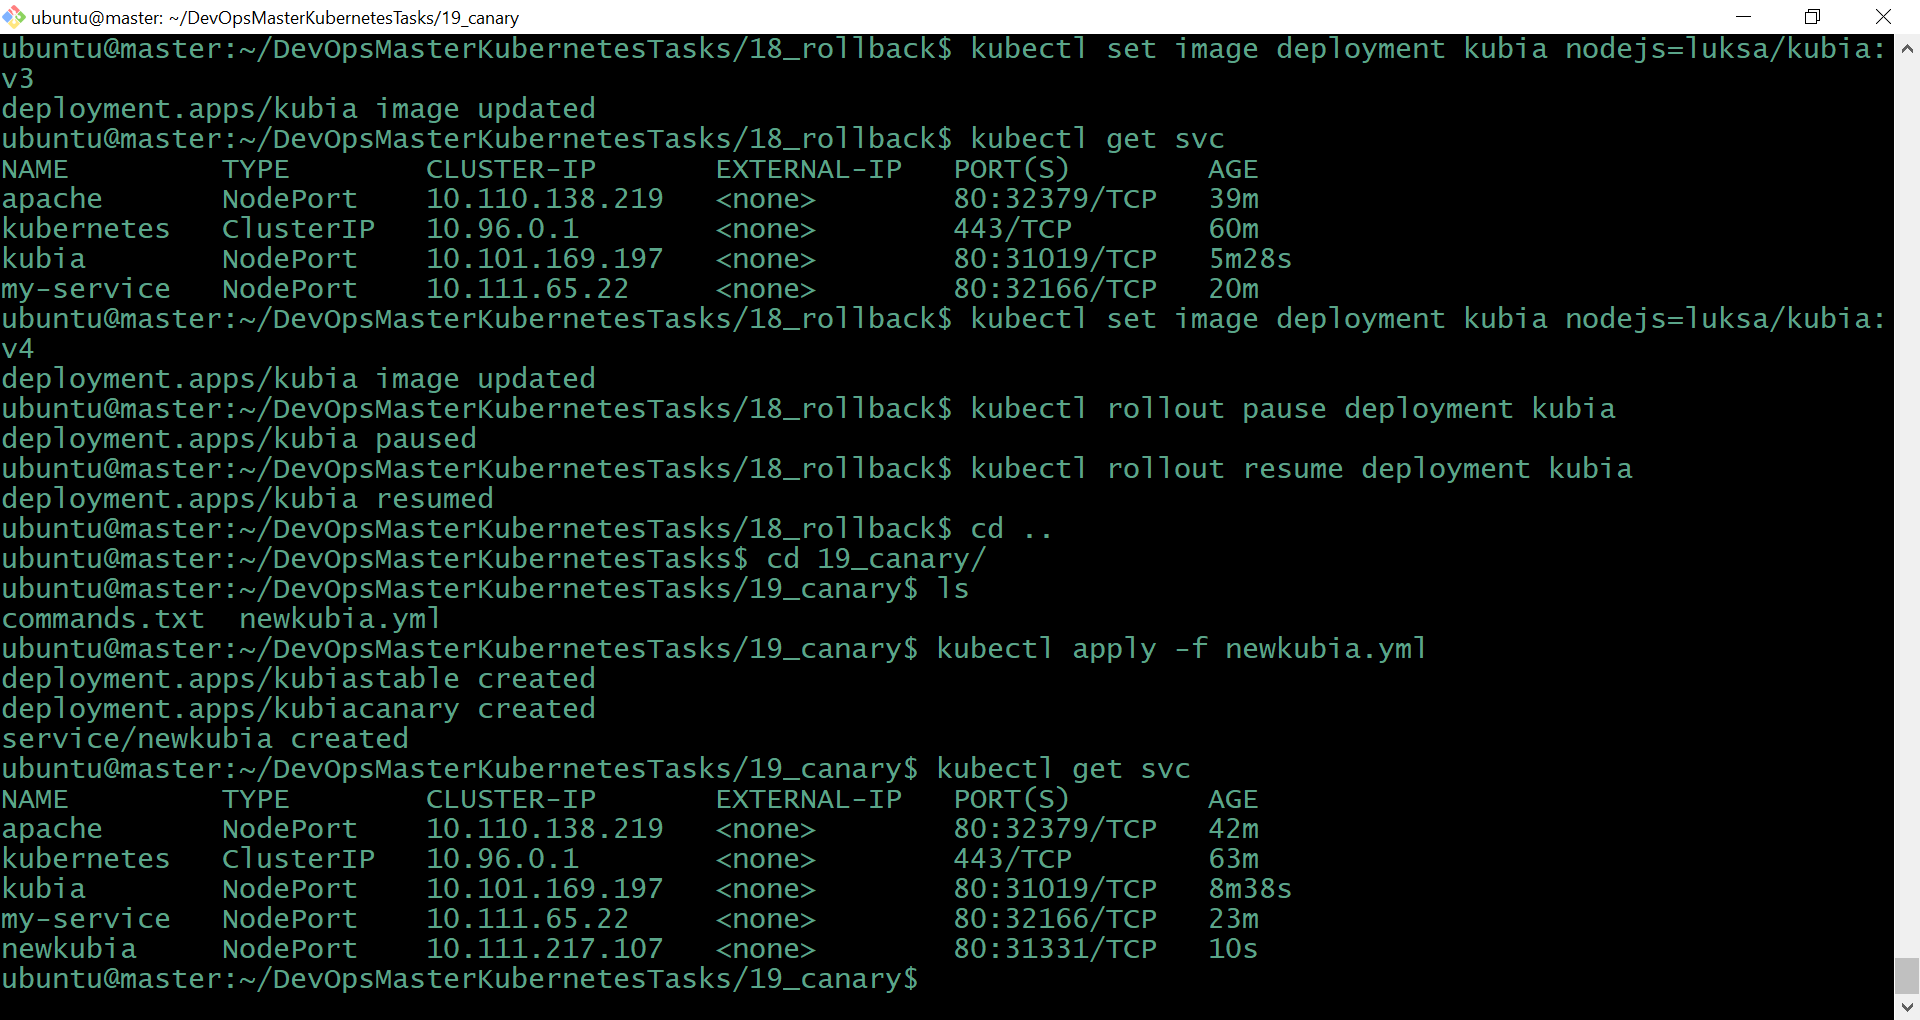 ubuntu@master: ~/DevOpsMasterKubernetesTasks/19_canary
ubuntu@master:~/DevOpsMasterKubernetesTasks/18_rollback$ kubectl set image deployment kubia nodejs=luksa/kubia:
v3
deployment.apps/kubia image updated
ubuntu@master:~/DevOpsMasterKubernetesTasks/18_rollback$ kubectl get svc
NAME         TYPE        CLUSTER-IP       EXTERNAL-IP   PORT(S)        AGE
apache       NodePort    10.110.138.219   <none>        80:32379/TCP   39m
kubernetes   ClusterIP   10.96.0.1        <none>        443/TCP        60m
kubia        NodePort    10.101.169.197   <none>        80:31019/TCP   5m28s
my-service   NodePort    10.111.65.22     <none>        80:32166/TCP   20m
ubuntu@master:~/DevOpsMasterKubernetesTasks/18_rollback$ kubectl set image deployment kubia nodejs=luksa/kubia:
v4
deployment.apps/kubia image updated
ubuntu@master:~/DevOpsMasterKubernetesTasks/18_rollback$ kubectl rollout pause deployment kubia
deployment.apps/kubia paused
ubuntu@master:~/DevOpsMasterKubernetesTasks/18_rollback$ kubectl rollout resume deployment kubia
deployment.apps/kubia resumed
ubuntu@master:~/DevOpsMasterKubernetesTasks/18_rollback$ cd ..
ubuntu@master:~/DevOpsMasterKubernetesTasks$ cd 19_canary/
ubuntu@master:~/DevOpsMasterKubernetesTasks/19_canary$ ls
commands.txt  newkubia.yml
ubuntu@master:~/DevOpsMasterKubernetesTasks/19_canary$ kubectl apply -f newkubia.yml
deployment.apps/kubiastable created
deployment.apps/kubiacanary created
service/newkubia created
ubuntu@master:~/DevOpsMasterKubernetesTasks/19_canary$ kubectl get svc
NAME         TYPE        CLUSTER-IP       EXTERNAL-IP   PORT(S)        AGE
apache       NodePort    10.110.138.219   <none>        80:32379/TCP   42m
kubernetes   ClusterIP   10.96.0.1        <none>        443/TCP        63m
kubia        NodePort    10.101.169.197   <none>        80:31019/TCP   8m38s
my-service   NodePort    10.111.65.22     <none>        80:32166/TCP   23m
newkubia     NodePort    10.111.217.107   <none>        80:31331/TCP   10s
ubuntu@master:~/DevOpsMasterKubernetesTasks/19_canary$